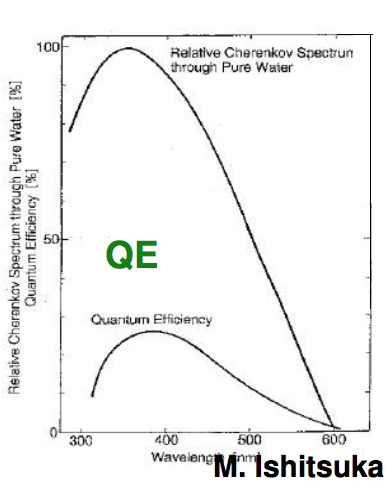 Relative Cherenkov Spectrun
through Pure Water
Relative Cherenkov Spectrum through Pure Water [%]
Quantum Efficiency [%]
100
50
0
QE
Quantum Efficiency
300 400 500 600
Wavelength [nm]
M. Ishitsuka